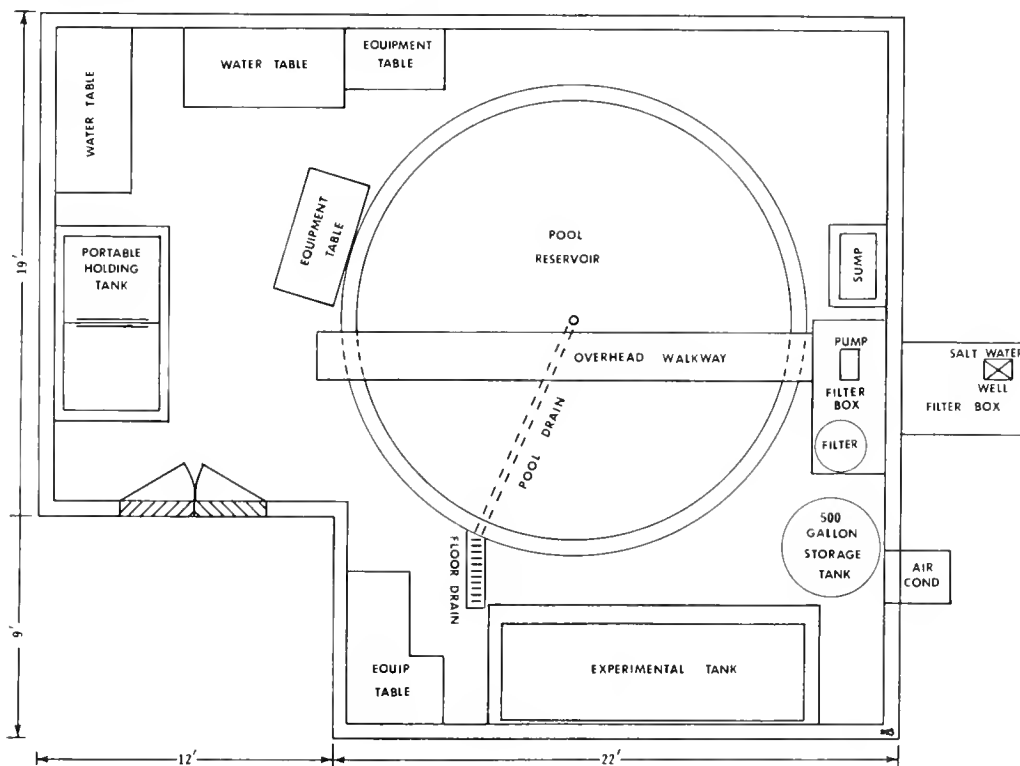 EQUIPMENT
TABLE
WATER TABLE
WATER TABLE
EQUIPMENT
TABLE
POOL
RESERVOIR
PORTABLE
HOLDING
TANK
SUMP
19'
OVERHEAD WALKWAY
PUMP
FILTER
BOX
FILTER
SALT WATER
WELL
FILTER BOX
POOL DRAIN
FLOOR DRAIN
500
GALLON
STORAGE
TANK
AIR
COND
9'
EQUIP
TABLE
EXPERIMENTAL TANK
12'
22'